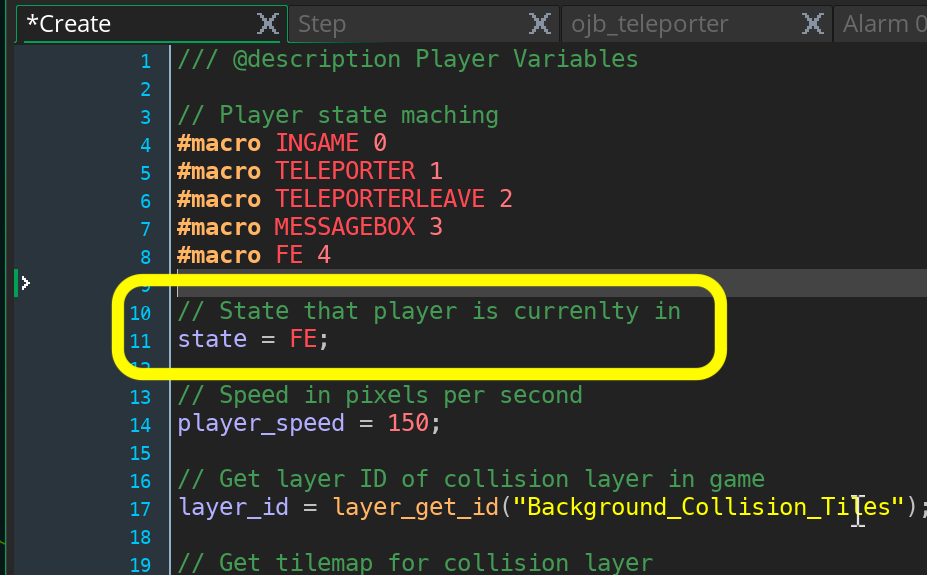 *Create
Step
ojb_teleporter
Alarm 0
1 /// @description Player Variables
2
3 // Player state maching
4 #macro INGAME 0
5 #macro TELEPORTER 1
6 #macro TELEPORTERLEAVE 2
7 #macro MESSAGEBOX 3
8 #macro FE 4
9
10 // State that player is currenlty in
11 state = FE;
12
13 // Speed in pixels per second
14 player_speed = 150;
15
16 // Get layer ID of collision layer in game
17 layer_id = layer_get_id("Background_Collision_Tiles");
18
19 // Get tilemap for collision layer